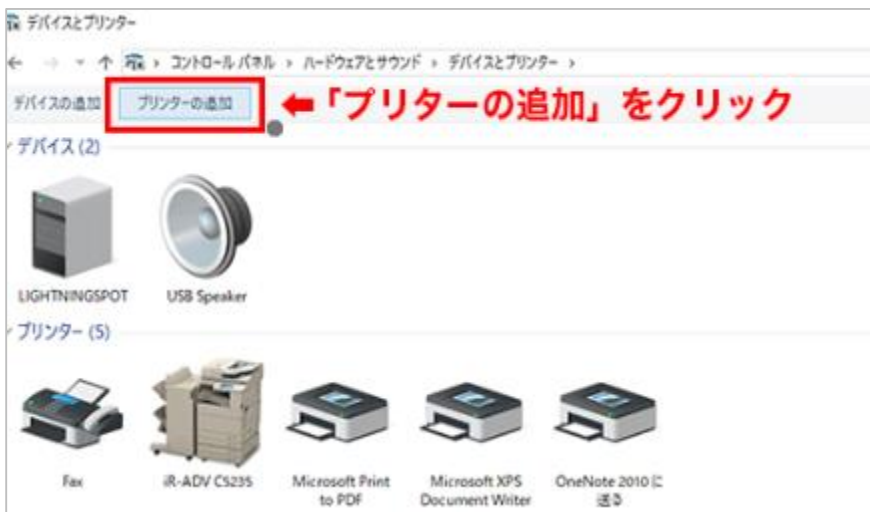 デバイスとプリンター
コントロール パネル › ハードウェアとサウンド › デバイスとプリンター ›
デバイスの追加 プリンターの追加 ⬅「プリターの追加」をクリック
デバイス (2)
LIGHTNINGSPOT USB Speaker
プリンター (5)
Fax iR-ADV C5235 Microsoft Print to PDF Microsoft XPS Document Writer OneNote 2010 に送る